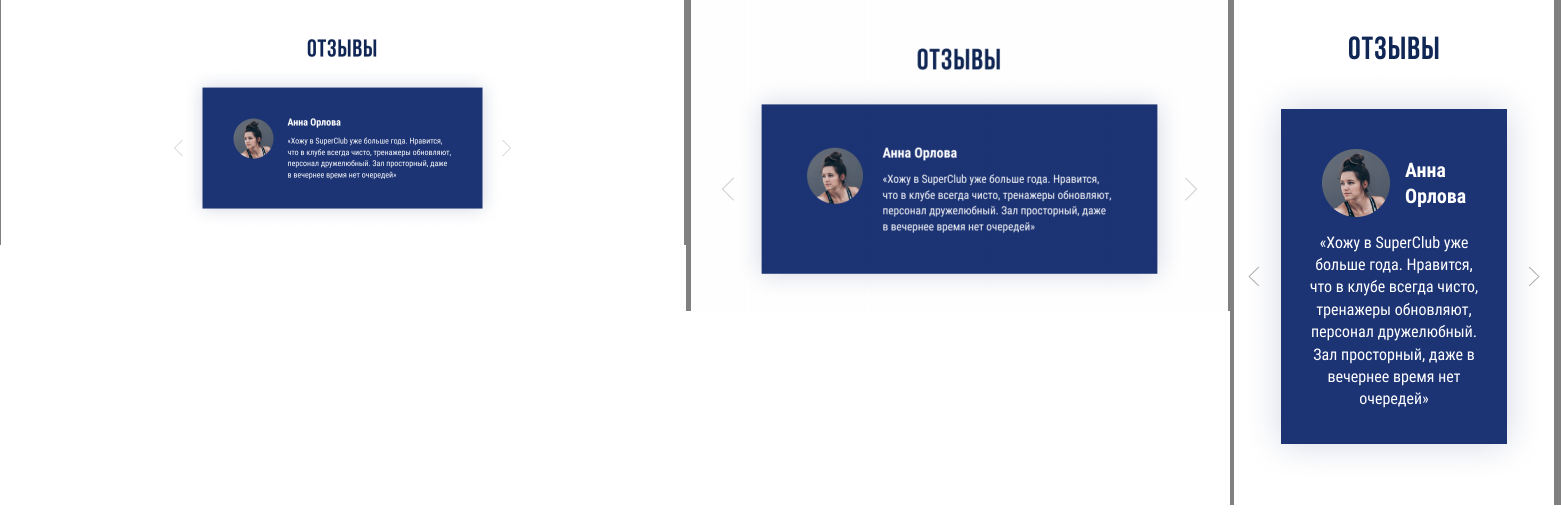 ОТЗЫВЫ
Анна Орлова
«Хожу в SuperClub уже больше года. Нравится,
что в клубе всегда чисто, тренажеры обновляют,
персонал дружелюбный. Зал просторный, даже
в вечернее время нет очередей»
ОТЗЫВЫ
Анна Орлова
«Хожу в SuperClub уже больше года. Нравится,
что в клубе всегда чисто, тренажеры обновляют,
персонал дружелюбный. Зал просторный, даже
в вечернее время нет очередей»
ОТЗЫВЫ
Анна
Орлова
«Хожу в SuperClub уже
больше года. Нравится,
что в клубе всегда чисто,
тренажеры обновляют,
персонал дружелюбный.
Зал просторный, даже в
вечернее время нет
очередей»